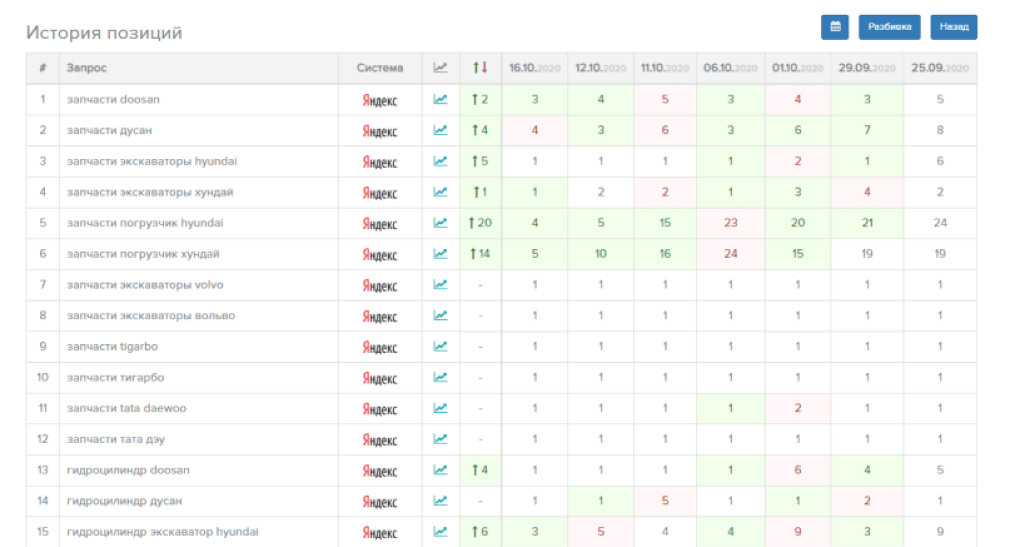 История позиций
Разбивка Назад
# Запрос Система ↑↓ 16.10.2020 12.10.2020 11.10.2020 06.10.2020 01.10.2020 29.09.2020 25.09.2020
1 запчасти doosan Яндекс ↑ 2 3 4 5 3 4 3 5
2 запчасти дусан Яндекс ↑ 4 4 3 6 3 6 7 8
3 запчасти экскаваторы hyundai Яндекс ↑ 5 1 1 1 1 2 1 6
4 запчасти экскаваторы хундай Яндекс ↑ 1 1 2 2 1 3 4 2
5 запчасти погрузчик hyundai Яндекс ↑ 20 4 5 15 23 20 21 24
6 запчасти погрузчик хундай Яндекс ↑ 14 5 10 16 24 15 19 19
7 запчасти экскаваторы volvo Яндекс - 1 1 1 1 1 1 1
8 запчасти экскаваторы вольво Яндекс - 1 1 1 1 1 1 1
9 запчасти tigarbo Яндекс - 1 1 1 1 1 1 1
10 запчасти тигарбо Яндекс - 1 1 1 1 1 1 1
11 запчасти tata daewoo Яндекс - 1 1 1 1 2 1 1
12 запчасти тата дэу Яндекс - 1 1 1 1 1 1 1
13 гидроцилиндр doosan Яндекс ↑ 4 1 1 1 1 6 4 5
14 гидроцилиндр дусан Яндекс - 1 1 5 1 1 2 1
15 гидроцилиндр экскаватор hyundai Яндекс ↑ 6 3 5 4 4 9 3 9